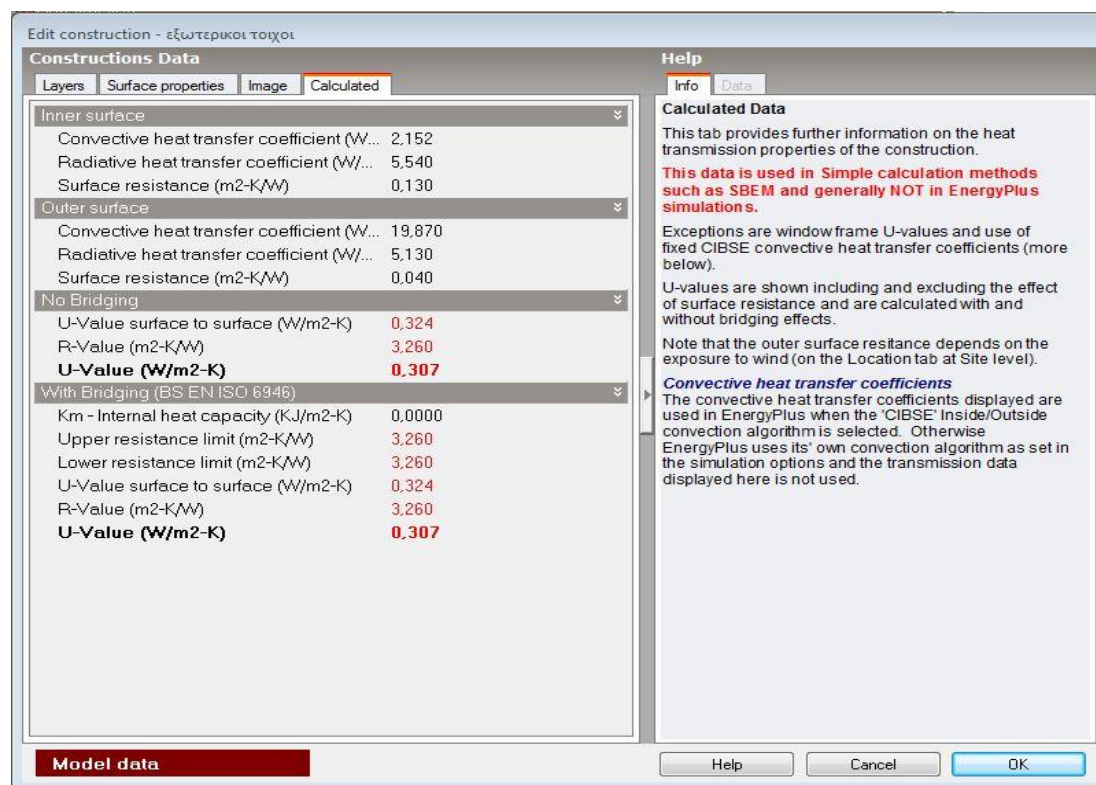 Edit construction - εξωτερικοι τοιχοι
Constructions Data
Layers Surface properties Image Calculated
Inner surface
Convective heat transfer coefficient (W... 2,152
Radiative heat transfer coefficient (W/... 5,540
Surface resistance (m2-K/W) 0,130
Outer surface
Convective heat transfer coefficient (W... 19,870
Radiative heat transfer coefficient (W/... 5,130
Surface resistance (m2-K/W) 0,040
No Bridging
U-Value surface to surface (W/m2-K) 0,324
R-Value (m2-K/W) 3,260
U-Value (W/m2-K) 0,307
With Bridging (BS EN ISO 6946)
Km - Internal heat capacity (KJ/m2-K) 0,0000
Upper resistance limit (m2-K/W) 3,260
Lower resistance limit (m2-K/W) 3,260
U-Value surface to surface (W/m2-K) 0,324
R-Value (m2-K/W) 3,260
U-Value (W/m2-K) 0,307
Model data
Help
Info Data
Calculated Data
This tab provides further information on the heat
transmission properties of the construction.
This data is used in Simple calculation methods
such as SBEM and generally NOT in EnergyPlus
simulations.
Exceptions are window frame U-values and use of
fixed CIBSE convective heat transfer coefficients (more
below).
U-values are shown including and excluding the effect
of surface resistance and are calculated with and
without bridging effects.
Note that the outer surface resitance depends on the
exposure to wind (on the Location tab at Site level).
Convective heat transfer coefficients
The convective heat transfer coefficients displayed are
used in EnergyPlus when the 'CIBSE' Inside/Outside
convection algorithm is selected. Otherwise
EnergyPlus uses its' own convection algorithm as set in
the simulation options and the transmission data
displayed here is not used.
Help Cancel OK